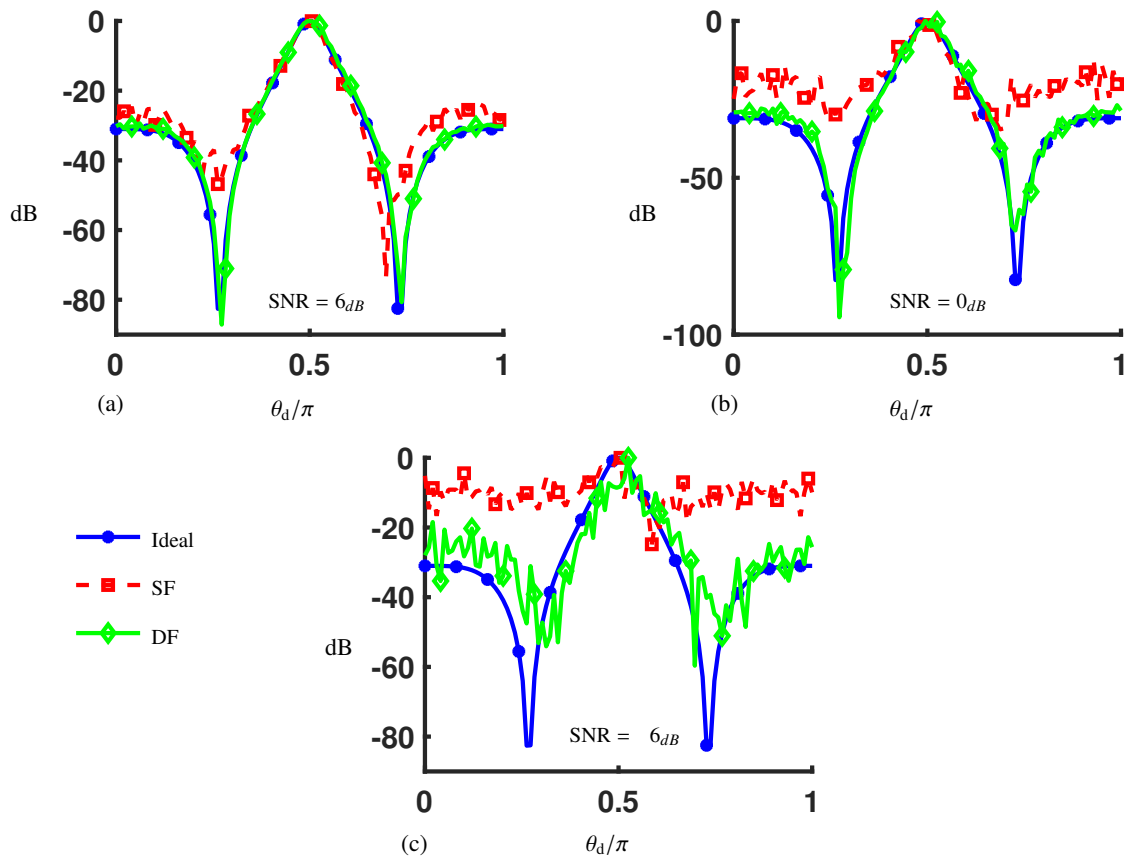 0
-20
-40
dB
-60
-80
SNR = 6dB
0 0.5 1
(a) θd/π
0
-50
dB
-100
SNR = 0dB
0 0.5 1
(b) θd/π
Ideal
SF
DF
0
-20
-40
dB
-60
-80
SNR = 6dB
0 0.5 1
(c) θd/π